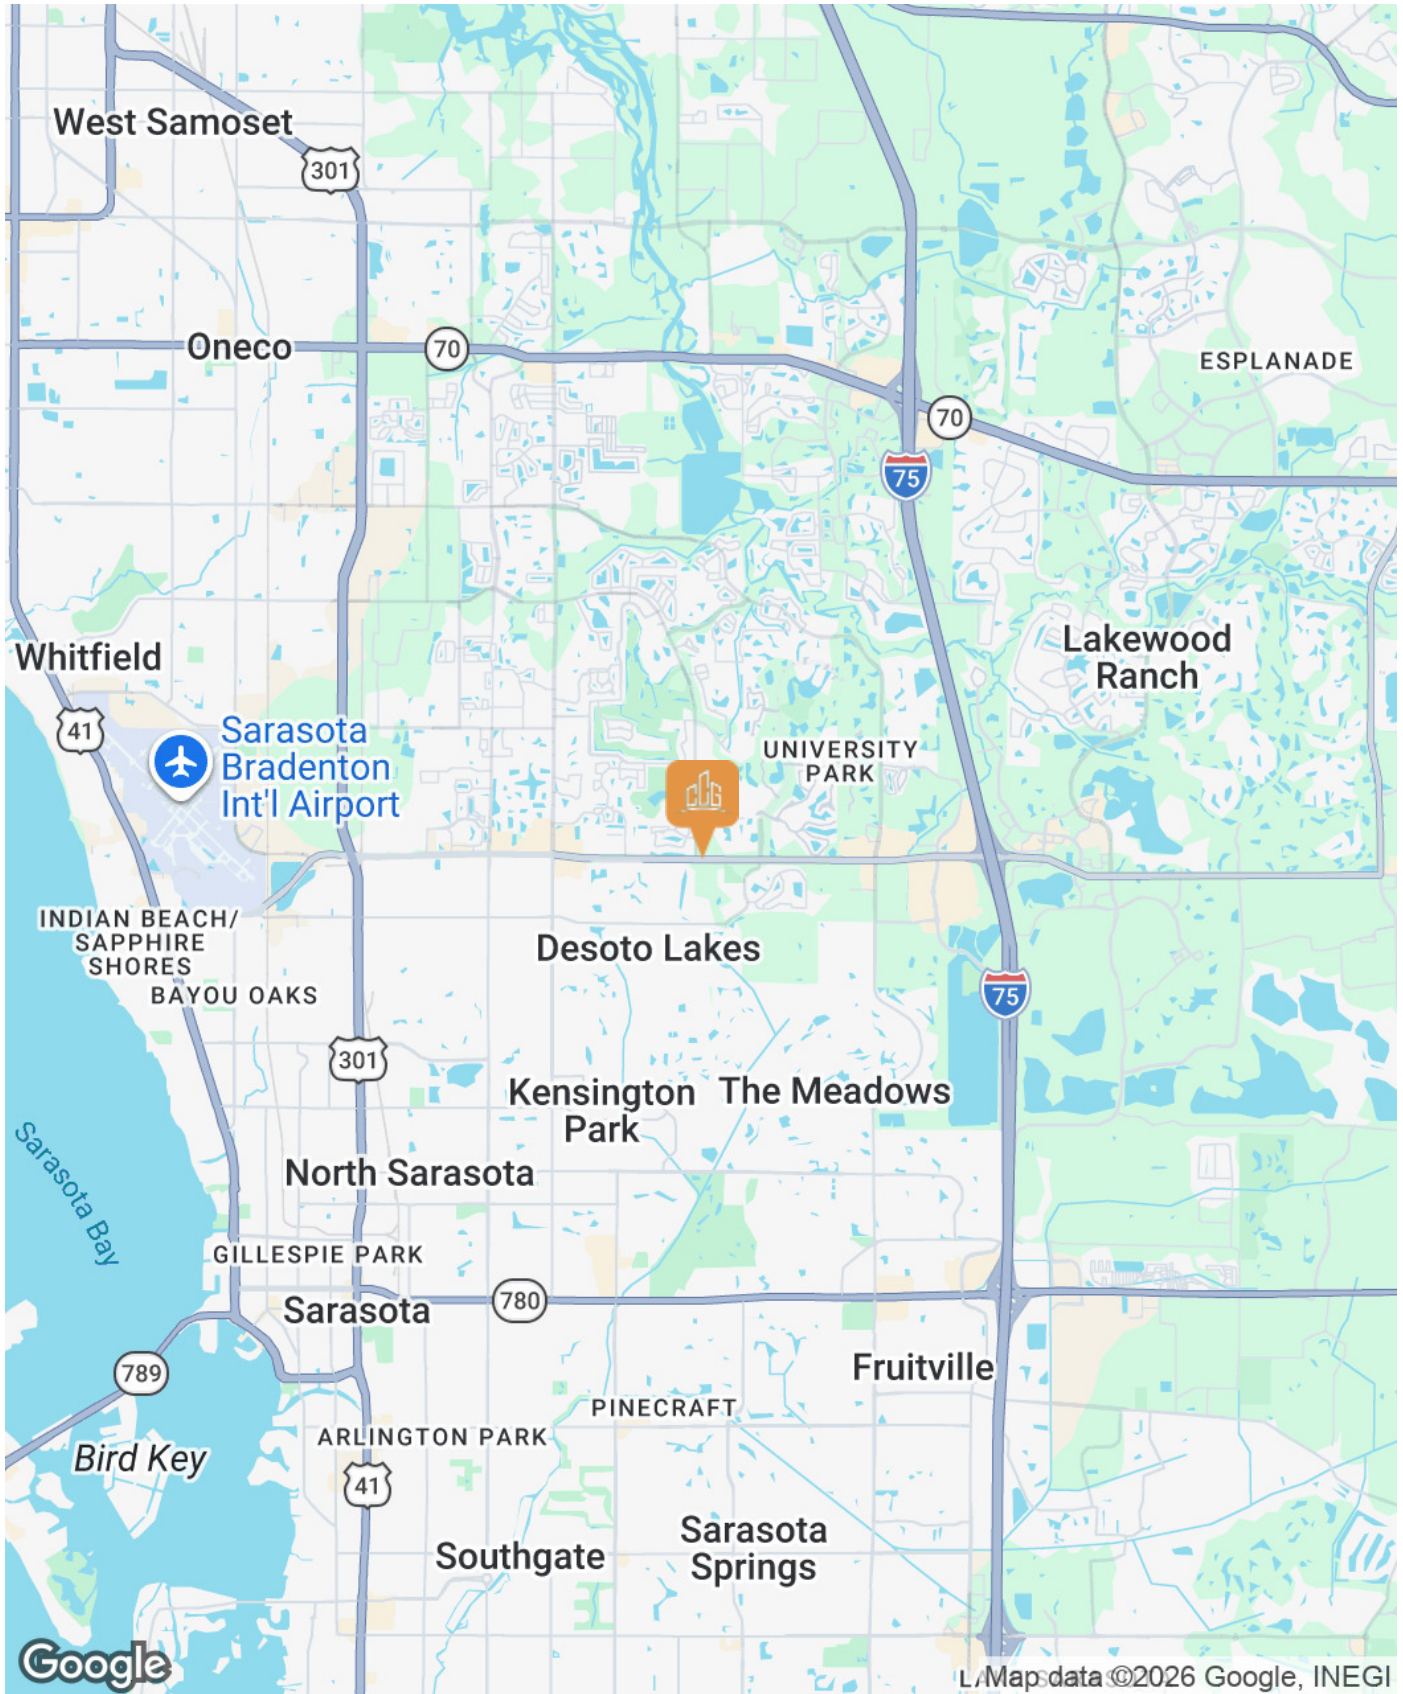 West Samoset
301
Oneco
70
ESPLANADE
70
75
Whitfield
Lakewood
Ranch
41
Sarasota
Bradenton
Int'l Airport
UNIVERSITY
PARK
CCG
INDIAN BEACH/
SAPPHIRE
SHORES
Desoto Lakes
BAYOU OAKS
75
301
Kensington
Park
The Meadows
Sarasota Bay
North Sarasota
GILLESPIE PARK
780
Sarasota
789
Fruitville
PINECRAFT
ARLINGTON PARK
Bird Key
41
Sarasota
Springs
Southgate
Google
Map data ©2026 Google, INEGI